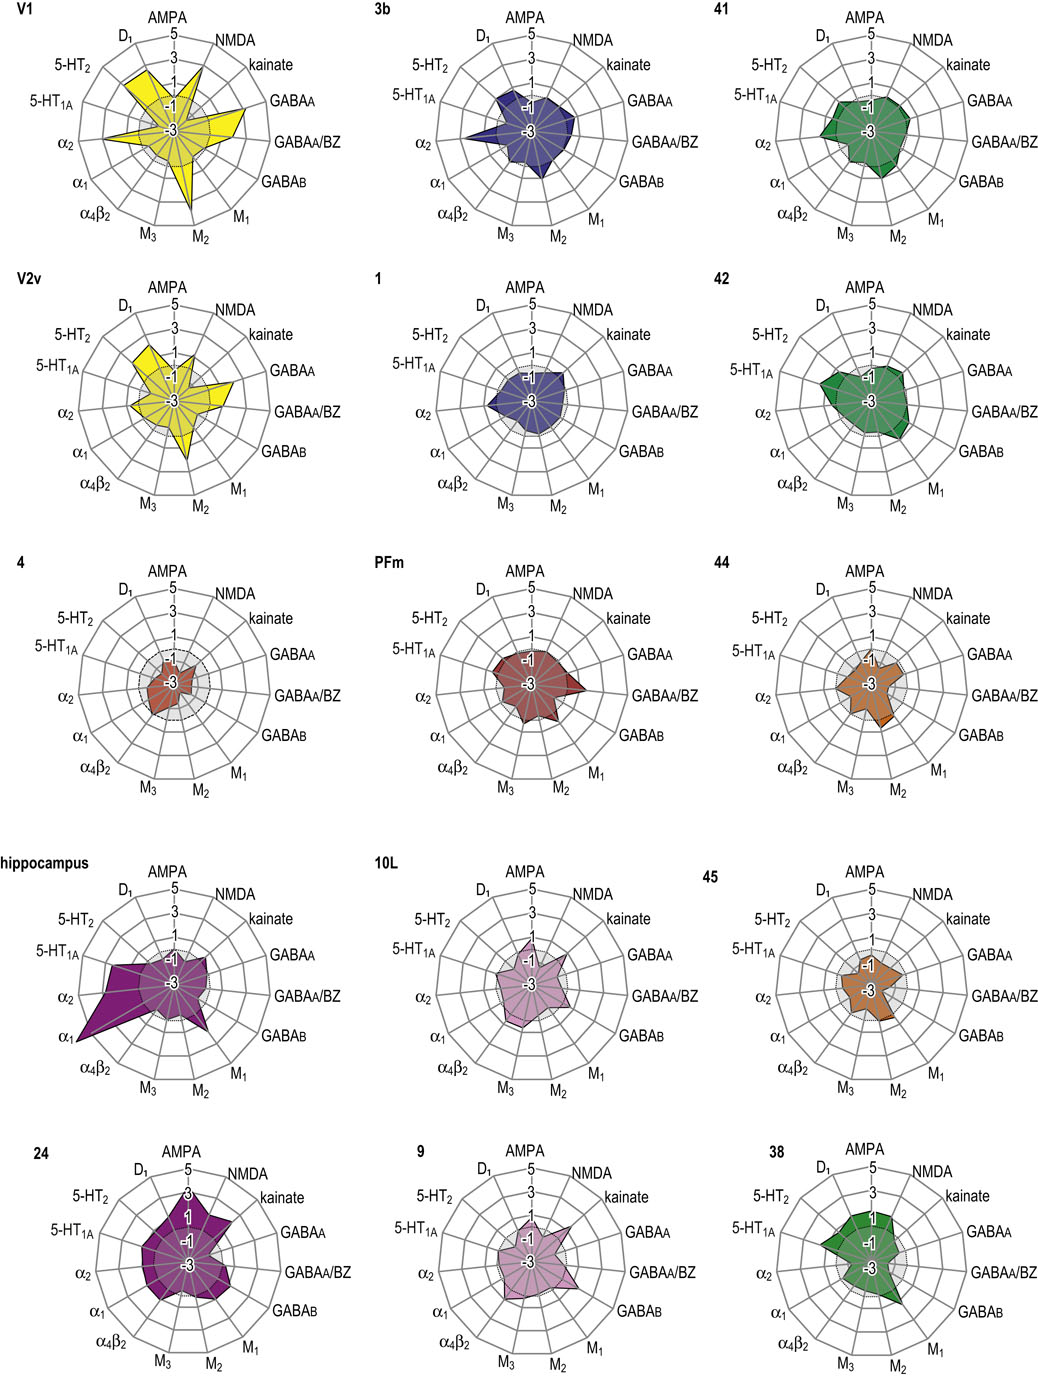 V1
AMPA
D₁ 5 NMDA
5-HT₂ 3 kainate
5-HT1A 1 GABAA
-1
α₂ -3 GABAA/BZ
α₁ GABAB
α₄β₂ M₁
M₃ M₂
3b
AMPA
D₁ 5 NMDA
5-HT₂ 3 kainate
5-HT1A 1 GABAA
-1
α₂ -3 GABAA/BZ
α₁ GABAB
α₄β₂ M₁
M₃ M₂
41
AMPA
D₁ 5 NMDA
5-HT₂ 3 kainate
5-HT1A 1 GABAA
-1
α₂ -3 GABAA/BZ
α₁ GABAB
α₄β₂ M₁
M₃ M₂
V2v
AMPA
D₁ 5 NMDA
5-HT₂ 3 kainate
5-HT1A 1 GABAA
-1
α₂ -3 GABAA/BZ
α₁ GABAB
α₄β₂ M₁
M₃ M₂
1
AMPA
D₁ 5 NMDA
5-HT₂ 3 kainate
5-HT1A 1 GABAA
-1
α₂ -3 GABAA/BZ
α₁ GABAB
α₄β₂ M₁
M₃ M₂
42
AMPA
D₁ 5 NMDA
5-HT₂ 3 kainate
5-HT1A 1 GABAA
-1
α₂ -3 GABAA/BZ
α₁ GABAB
α₄β₂ M₁
M₃ M₂
4
AMPA
D₁ 5 NMDA
5-HT₂ 3 kainate
5-HT1A 1 GABAA
-1
α₂ -3 GABAA/BZ
α₁ GABAB
α₄β₂ M₁
M₃ M₂
PFm
AMPA
D₁ 5 NMDA
5-HT₂ 3 kainate
5-HT1A 1 GABAA
-1
α₂ -3 GABAA/BZ
α₁ GABAB
α₄β₂ M₁
M₃ M₂
44
AMPA
D₁ 5 NMDA
5-HT₂ 3 kainate
5-HT1A 1 GABAA
-1
α₂ -3 GABAA/BZ
α₁ GABAB
α₄β₂ M₁
M₃ M₂
hippocampus
AMPA
D₁ 5 NMDA
5-HT₂ 3 kainate
5-HT1A 1 GABAA
-1
α₂ -3 GABAA/BZ
α₁ GABAB
α₄β₂ M₁
M₃ M₂
10L
AMPA
D₁ 5 NMDA
5-HT₂ 3 kainate
5-HT1A 1 GABAA
-1
α₂ -3 GABAA/BZ
α₁ GABAB
α₄β₂ M₁
M₃ M₂
45
AMPA
D₁ 5 NMDA
5-HT₂ 3 kainate
5-HT1A 1 GABAA
-1
α₂ -3 GABAA/BZ
α₁ GABAB
α₄β₂ M₁
M₃ M₂
24
AMPA
D₁ 5 NMDA
5-HT₂ 3 kainate
5-HT1A 1 GABAA
-1
α₂ -3 GABAA/BZ
α₁ GABAB
α₄β₂ M₁
M₃ M₂
9
AMPA
D₁ 5 NMDA
5-HT₂ 3 kainate
5-HT1A 1 GABAA
-1
α₂ -3 GABAA/BZ
α₁ GABAB
α₄β₂ M₁
M₃ M₂
38
AMPA
D₁ 5 NMDA
5-HT₂ 3 kainate
5-HT1A 1 GABAA
-1
α₂ -3 GABAA/BZ
α₁ GABAB
α₄β₂ M₁
M₃ M₂